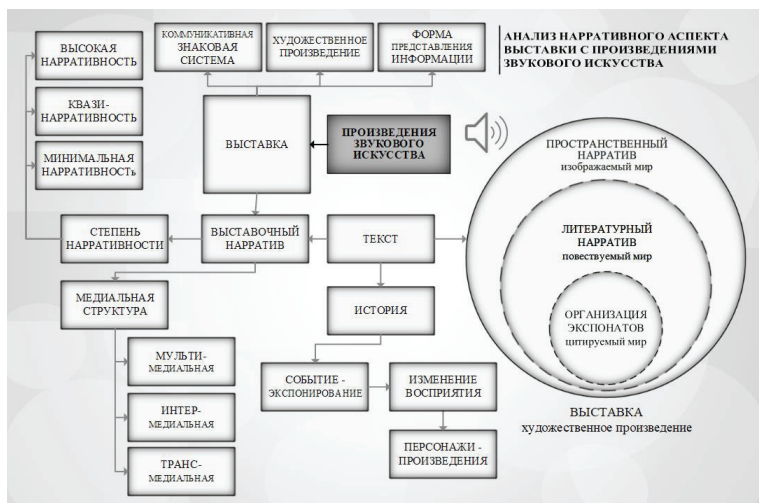 АНАЛИЗ НАРРАТИВНОГО АСПЕКТА
ВЫСТАВКИ С ПРОИЗВЕДЕНИЯМИ
ЗВУКОВОГО ИСКУССТВА
ВЫСОКАЯ
НАРРАТИВНОСТЬ
КВАЗИ-
НАРРАТИВНОСТЬ
МИНИМАЛЬНАЯ
НАРРАТИВНОСТЬ
КОММУНИКАТИВНАЯ
ЗНАКОВАЯ
СИСТЕМА
ХУДОЖЕСТВЕННОЕ
ПРОИЗВЕДЕНИЕ
ФОРМА
ПРЕДСТАВЛЕНИЯ
ИНФОРМАЦИИ
ВЫСТАВКА
ПРОИЗВЕДЕНИЯ
ЗВУКОВОГО
ИСКУССТВА
СТЕПЕНЬ
НАРРАТИВНОСТИ
ВЫСТАВОЧНЫЙ
НАРРАТИВ
ТЕКСТ
МЕДИАЛЬНАЯ
СТРУКТУРА
ИСТОРИЯ
МУЛЬТИ-
МЕДИАЛЬНАЯ
ИНТЕР-
МЕДИАЛЬНАЯ
ТРАНС-
МЕДИАЛЬНАЯ
СОБЫТИЕ -
ЭКСПОНИРОВАНИЕ
ИЗМЕНЕНИЕ
ВОСПРИЯТИЯ
ПЕРСОНАЖИ -
ПРОИЗВЕДЕНИЯ
ПРОСТРАНСТВЕННЫЙ
НАРРАТИВ
изображаемый мир
ЛИТЕРАТУРНЫЙ
НАРРАТИВ
повествуемый мир
ОРГАНИЗАЦИЯ
ЭКСПОНАТОВ
цитируемый мир
ВЫСТАВКА
художественное произведение